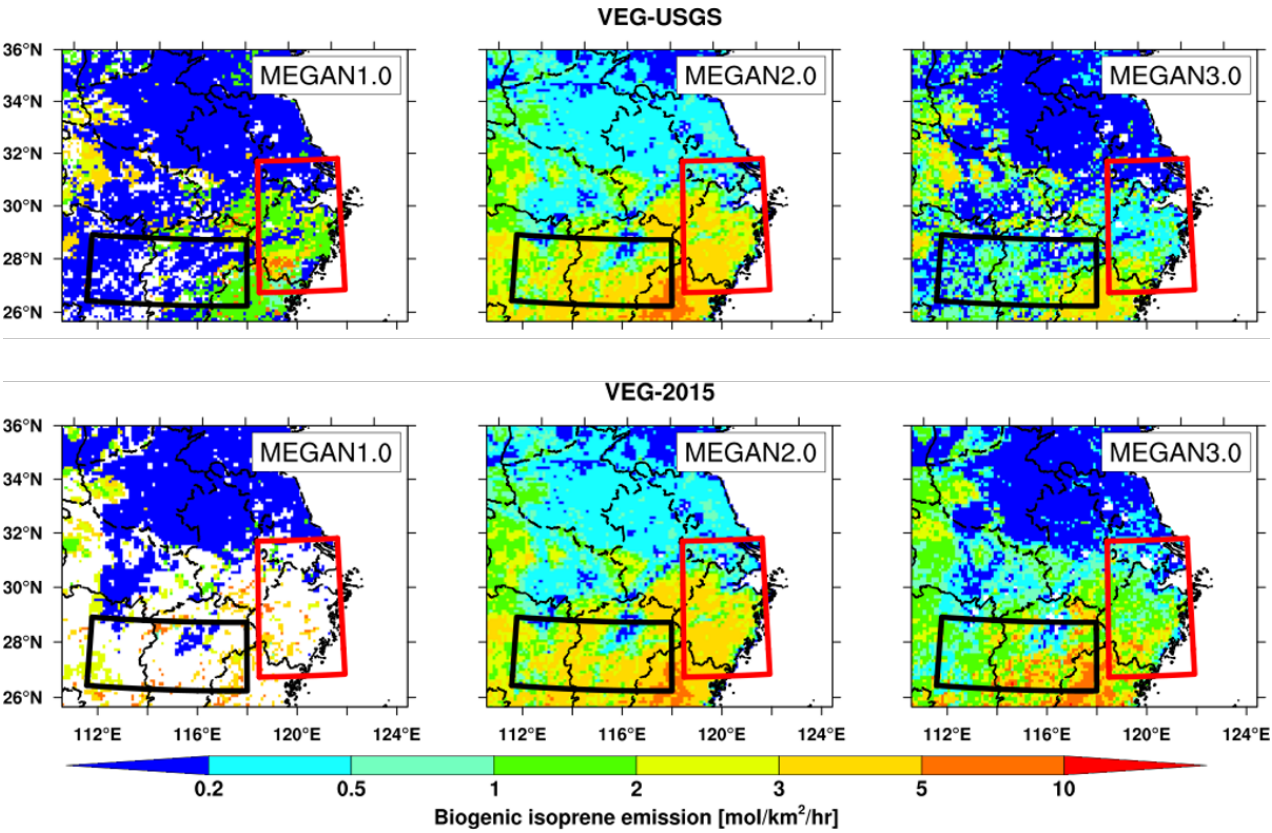 VEG-USGS
36°N
34°N
32°N
30°N
28°N
26°N
MEGAN1.0
MEGAN2.0
MEGAN3.0
VEG-2015
36°N
34°N
32°N
30°N
28°N
26°N
MEGAN1.0
MEGAN2.0
MEGAN3.0
112°E 116°E 120°E 124°E 112°E 116°E 120°E 124°E 112°E 116°E 120°E 124°E
0.2 0.5 1 2 3 5 10
Biogenic isoprene emission [mol/km²/hr]